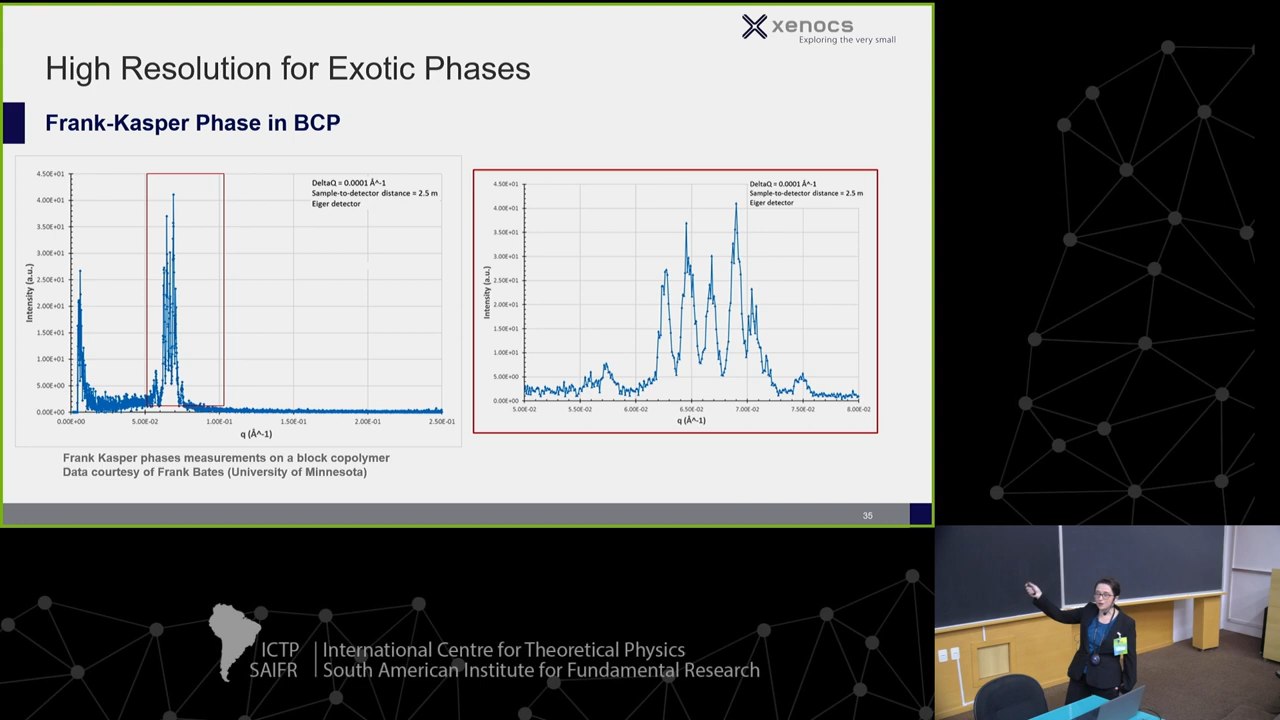 xenocs
Exploring the very small
High Resolution for Exotic Phases
Frank-Kasper Phase in BCP
4.50E+01
4.00E+01
3.50E+01
3.00E+01
2.50E+01
2.00E+01
1.50E+01
1.00E+01
5.00E+00
0.00E+00
Intensity (a.u.)
DeltaQ = 0.0001 Å^-1
Sample-to-detector distance = 2.5 m
Eiger detector
0.00E+00 5.00E-02 1.00E-01 1.50E-01 2.00E-01 2.50E-01
q (Å^-1)
4.50E+01
4.00E+01
3.50E+01
3.00E+01
2.50E+01
2.00E+01
1.50E+01
1.00E+01
5.00E+00
0.00E+00
Intensity (a.u.)
DeltaQ = 0.0001 Å^-1
Sample-to-detector distance = 2.5 m
Eiger detector
5.00E-02 5.50E-02 6.00E-02 6.50E-02 7.00E-02 7.50E-02 8.00E-02
q (Å^-1)
Frank Kasper phases measurements on a block copolymer
Data courtesy of Frank Bates (University of Minnesota)
35
ICTP International Centre for Theoretical Physics
SAIFR South American Institute for Fundamental Research